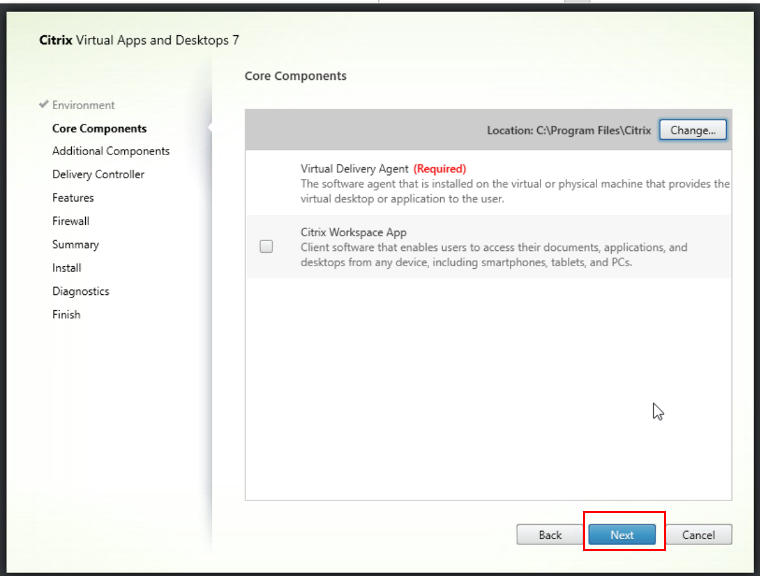 Citrix Virtual Apps and Desktops 7
Core Components
Environment
Core Components
Additional Components
Delivery Controller
Features
Firewall
Summary
Install
Diagnostics
Finish
Location: C:\Program Files\Citrix
Change...
Virtual Delivery Agent (Required)
The software agent that is installed on the virtual or physical machine that provides the
virtual desktop or application to the user.
Citrix Workspace App
Client software that enables users to access their documents, applications, and
desktops from any device, including smartphones, tablets, and PCs.
Back
Next
Cancel